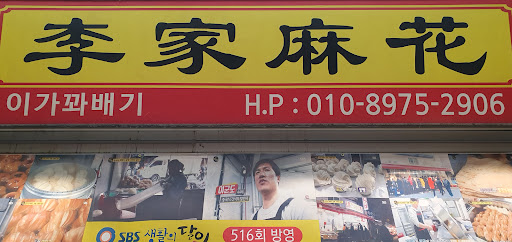 李家麻花
이가꽈배기 H.P : 010-8975-2906
SBS 생활의 달인
516회 방영